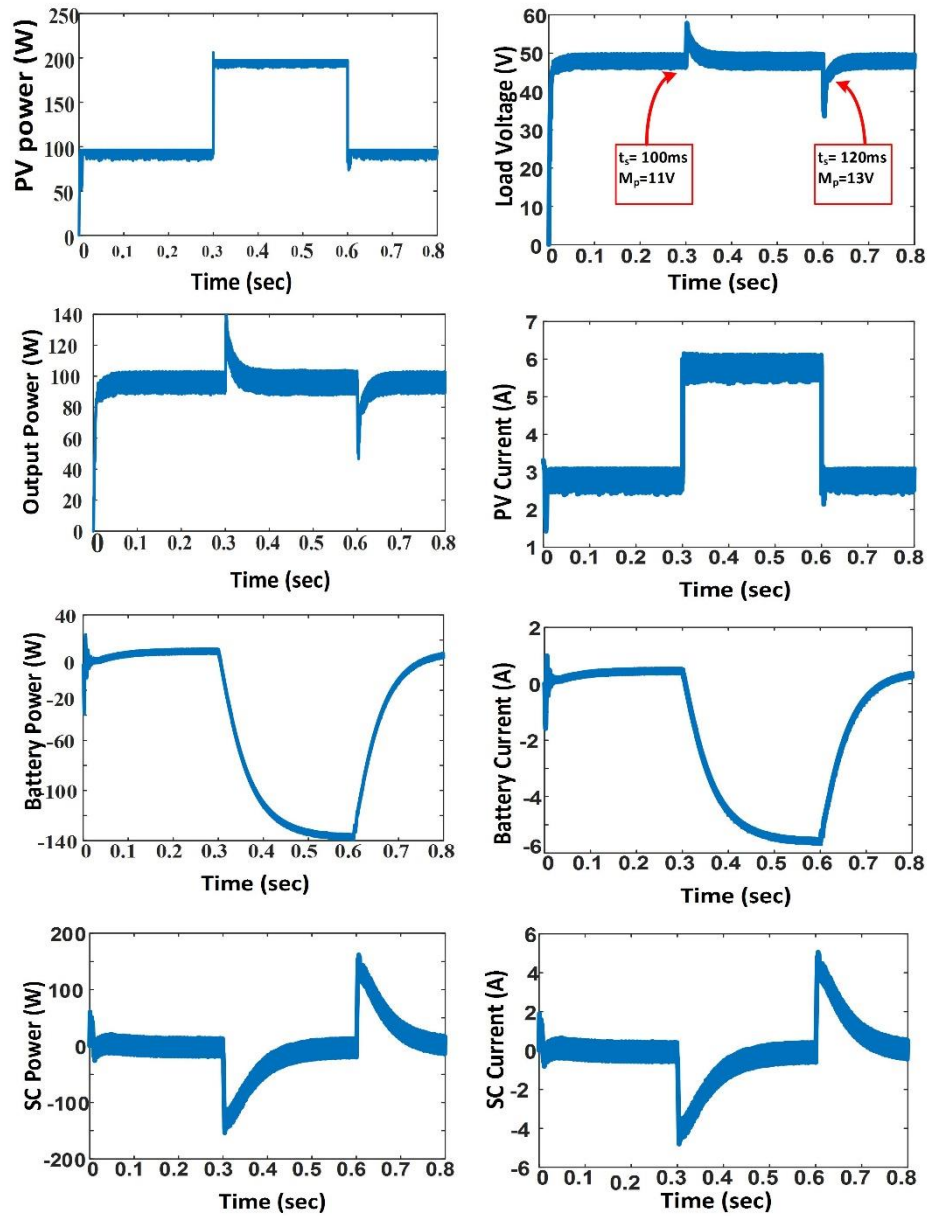 PV power (W)
250
200
150
100
50
0
0 0.1 0.2 0.3 0.4 0.5 0.6 0.7 0.8
Time (sec)
Load Voltage (V)
60
50
40
30
20
10
0
ts= 100ms
Mp=11V
ts= 120ms
Mp=13V
0 0.1 0.2 0.3 0.4 0.5 0.6 0.7 0.8
Time (sec)
Output Power (W)
140
120
100
80
60
40
20
0
0 0.1 0.2 0.3 0.4 0.5 0.6 0.7 0.8
Time (sec)
PV Current (A)
7
6
5
4
3
2
1
0 0.1 0.2 0.3 0.4 0.5 0.6 0.7 0.8
Time (sec)
Battery Power (W)
40
0
-20
-60
-100
-140
0 0.1 0.2 0.3 0.4 0.5 0.6 0.7 0.8
Time (sec)
Battery Current (A)
2
0
-2
-4
-6
0 0.1 0.2 0.3 0.4 0.5 0.6 0.7 0.8
Time (sec)
SC Power (W)
200
100
0
-100
-200
0 0.1 0.2 0.3 0.4 0.5 0.6 0.7 0.8
Time (sec)
SC Current (A)
6
4
2
0
-2
-4
-6
0 0.1 0.2 0.3 0.4 0.5 0.6 0.7 0.8
Time (sec)